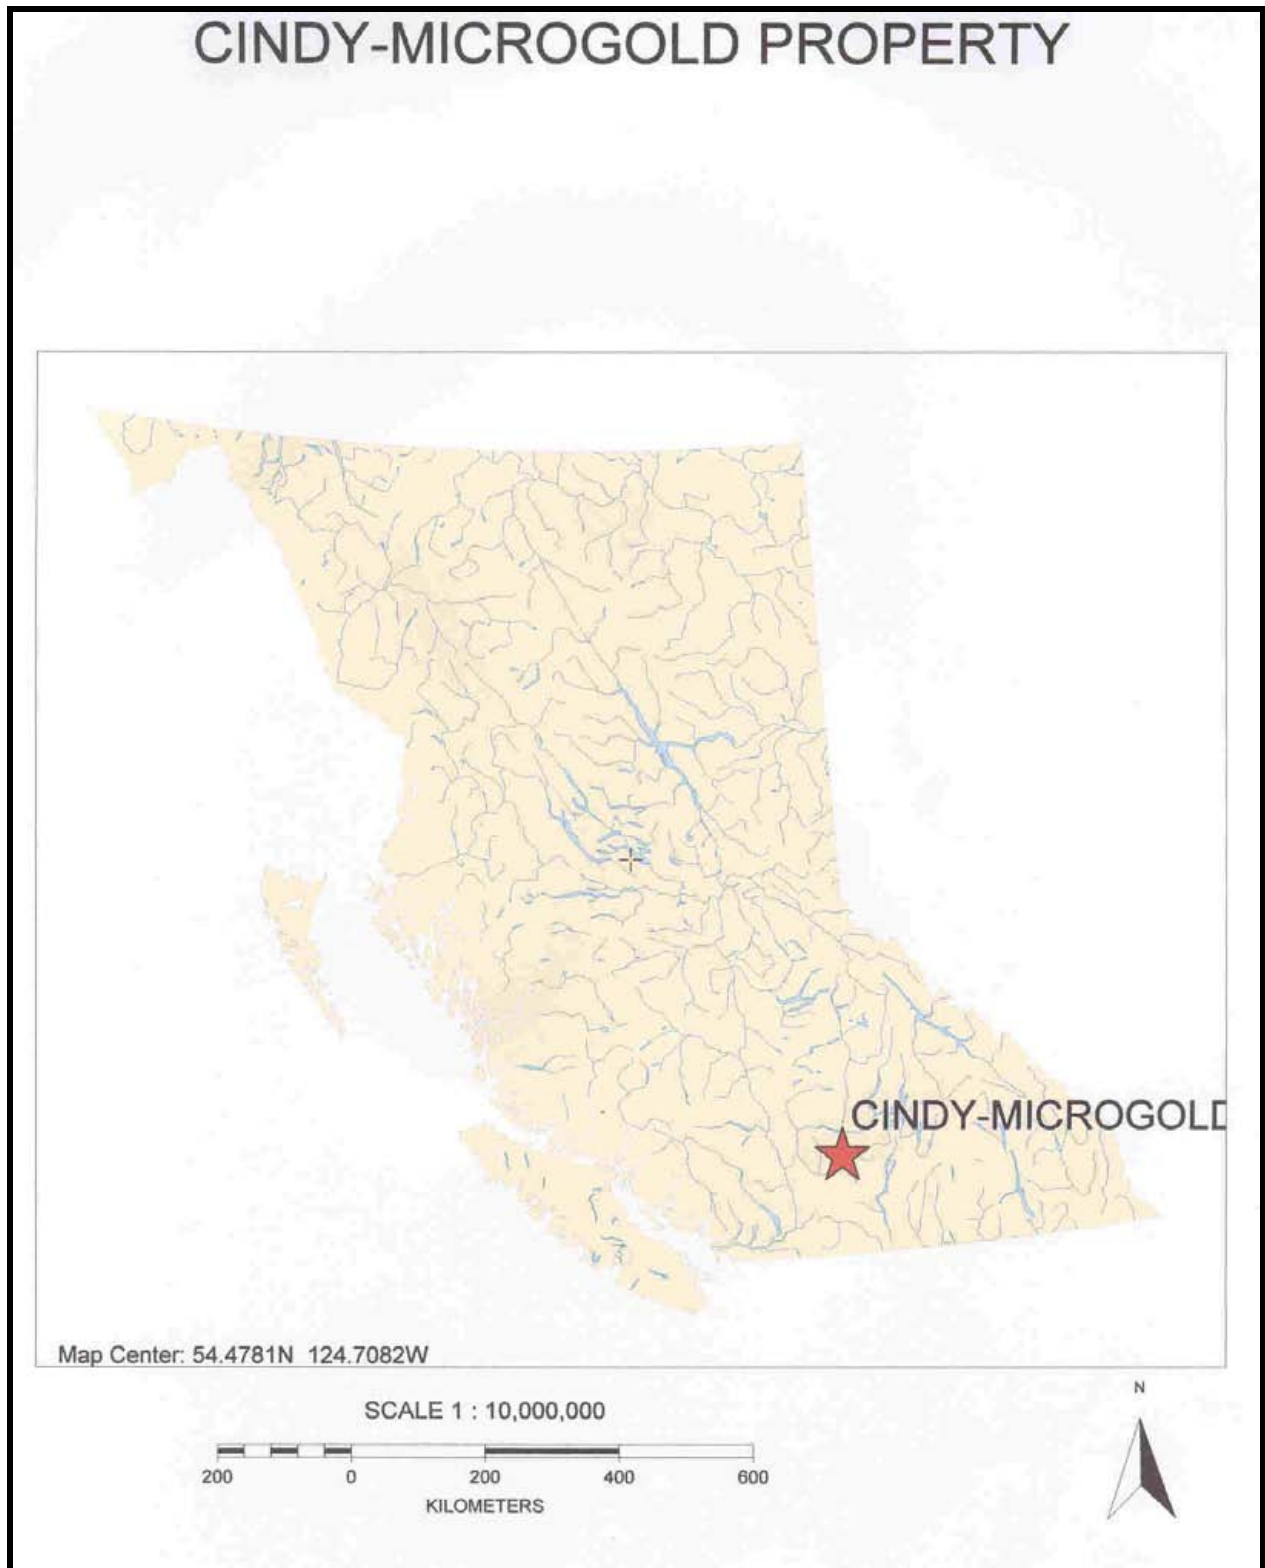 CINDY-MICROGOLD PROPERTY
CINDY-MICROGOLD
Map Center: 54.4781N 124.7082W
SCALE 1 : 10,000,000
N
200 0 200 400 600
KILOMETERS